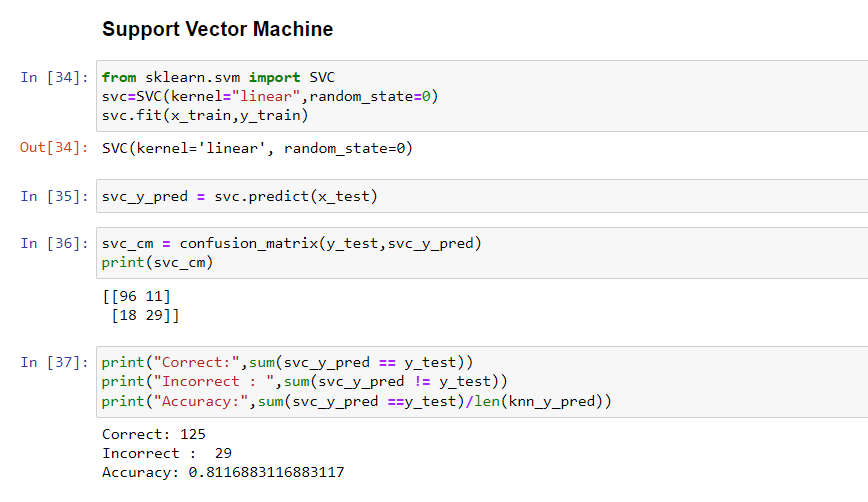 Support Vector Machine
In [34]: from sklearn.svm import SVC
svc=SVC(kernel="linear",random_state=0)
svc.fit(x_train,y_train)
Out[34]: SVC(kernel='linear', random_state=0)
In [35]: svc_y_pred = svc.predict(x_test)
In [36]: svc_cm = confusion_matrix(y_test,svc_y_pred)
print(svc_cm)
[[96 11]
 [18 29]]
In [37]: print("Correct:",sum(svc_y_pred == y_test))
print("Incorrect : ",sum(svc_y_pred != y_test))
print("Accuracy:",sum(svc_y_pred ==y_test)/len(knn_y_pred))
Correct: 125
Incorrect :  29
Accuracy: 0.8116883116883117